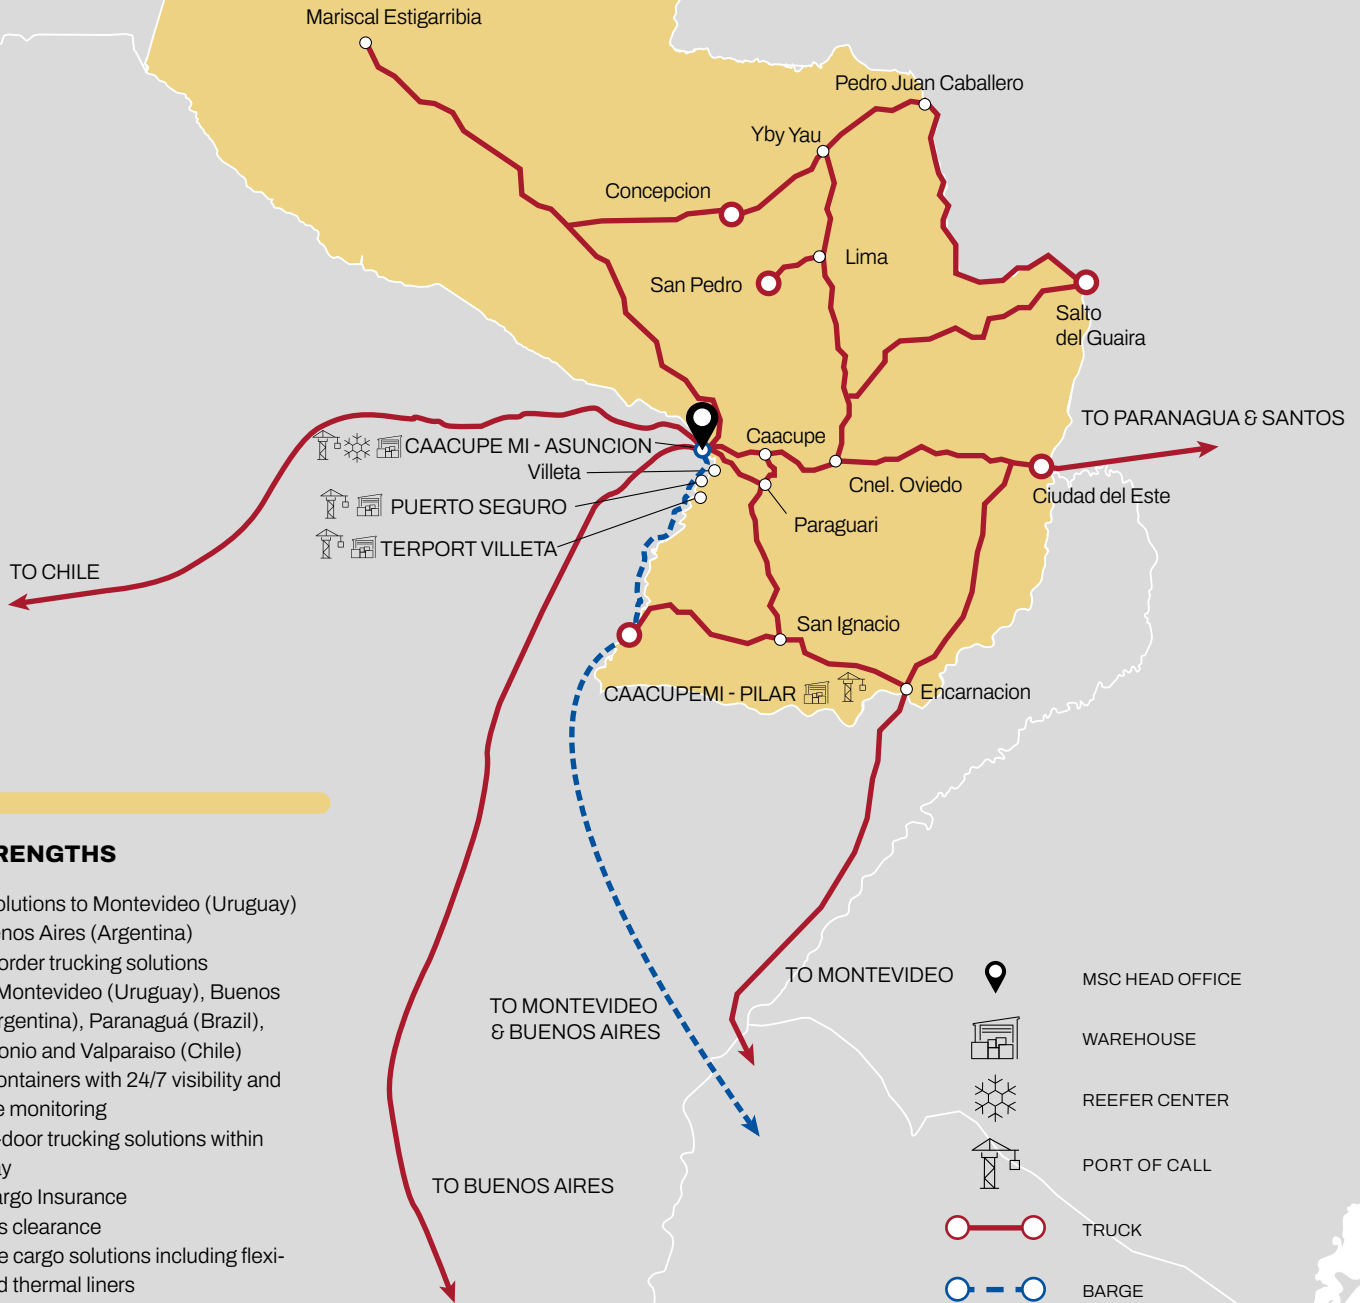 Mariscal Estigarribia
Pedro Juan Caballero
Yby Yau
Concepcion
Lima
San Pedro
Salto
del Guaira
TO PARANAGUA & SANTOS
Caacupe
CAACUPE MI - ASUNCION
Villeta
Cnel. Oviedo
Ciudad del Este
PUERTO SEGURO
Paraguari
TERPORT VILLETA
TO CHILE
San Ignacio
CAACUPEMI - PILAR
Encarnacion
RENGTHS
olutions to Montevideo (Uruguay)
enos Aires (Argentina)
order trucking solutions
Montevideo (Uruguay), Buenos
rgentina), Paranaguá (Brazil),
onio and Valparaiso (Chile)
ontainers with 24/7 visibility and
e monitoring
-door trucking solutions within
ay
argo Insurance
s clearance
e cargo solutions including flexi-
d thermal liners
TO MONTEVIDEO
& BUENOS AIRES
TO BUENOS AIRES
TO MONTEVIDEO
MSC HEAD OFFICE
WAREHOUSE
REEFER CENTER
PORT OF CALL
TRUCK
BARGE